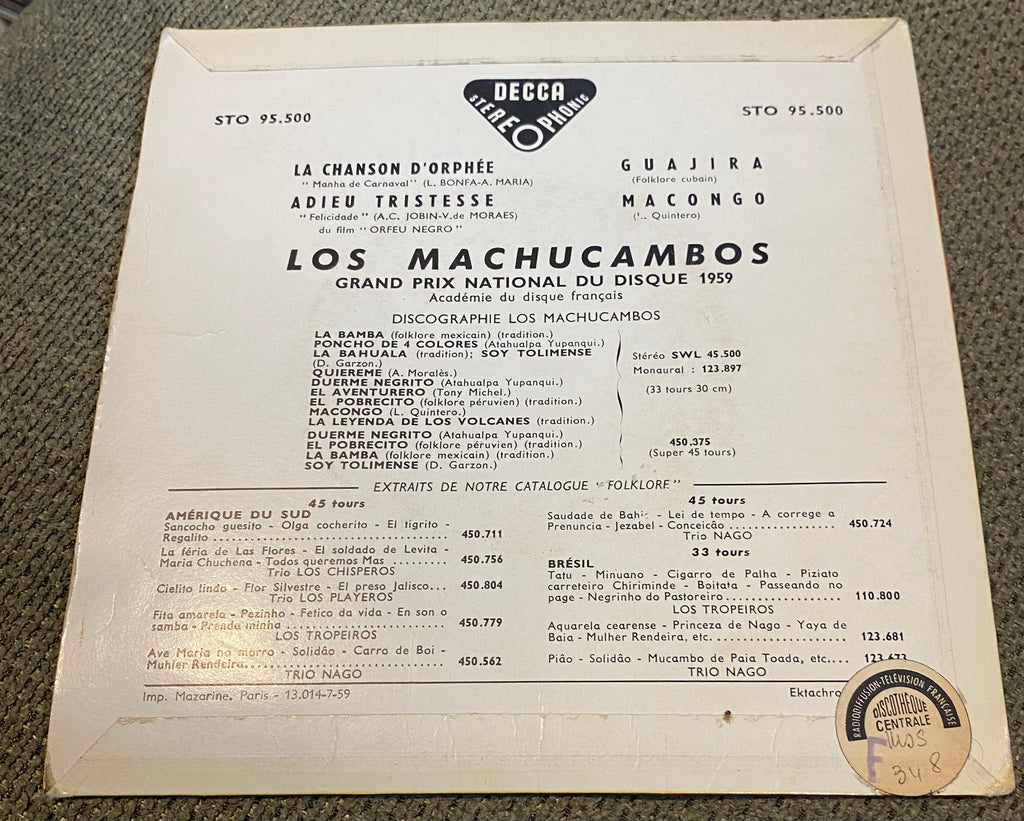 DECCA
STEREOPHONIC
STO 95.500
STO 95.500
LA CHANSON D'ORPHÉE
"Manha de Carnaval" (L. BONFA-A. MARIA)
ADIEU TRISTESSE
"Felicidade" (A.C. JOBIN-V.de MORAES)
du film "ORFEU NEGRO"
GUAJIRA
(Folklore cubain)
MACONGO
(L. Quintero)
LOS MACHUCAMBOS
GRAND PRIX NATIONAL DU DISQUE 1959
Académie du disque français
DISCOGRAPHIE LOS MACHUCAMBOS
LA BAMBA (folklore mexicain) (tradition.)
PONCHO DE 4 COLORES (Atahualpa Yupanqui.)
LA BAHUALA (tradition); SOY TOLIMENSE
(D. Garzon.)
QUIEREME (A. Moralès.)
DUERME NEGRITO (Atahualpa Yupanqui.)
EL AVENTURERO (Tony Michel.)
EL POBRECITO (folklore péruvien) (tradition.)
MACONGO (L. Quintero.)
LA LEYENDA DE LOS VOLCANES (tradition.)
Stéréo SWL 45.500
Monaural : 123.897
(33 tours 30 cm)
DUERME NEGRITO (Atahualpa Yupanqui.)
EL POBRECITO (folklore péruvien) (tradition.)
LA BAMBA (folklore mexicain) (tradition.)
SOY TOLIMENSE (D. Garzon.)
450.375
(Super 45 tours)
EXTRAITS DE NOTRE CATALOGUE "FOLKLORE"
45 tours
AMÉRIQUE DU SUD
Sancocho guesito - Olga cocherito - El tigrito -
Regalito .......... 450.711
La féria de Las Flores - El soldado de Levita -
Maria Chuchena - Todos queremos Mas .......... 450.756
Trio LOS CHISPEROS
Cielito lindo - Flor Silvestre - El preso Jalisco... 450.804
Trio LOS PLAYEROS
Fita amarela - Pezinho - Fetico da vida - En son o
samba - Prenda minha .......... 450.779
LOS TROPEIROS
Ave Maria no morro - Solidâo - Carro de Boi -
Muhler Rendeira.......... 450.562
TRIO NAGO
45 tours
Saudade de Bahia - Lei de tempo - A correge a
Prenuncia - Jezabel - Conceicâo .......... 450.724
Trio NAGO
33 tours
BRÉSIL
Tatu - Minuano - Cigarro de Palha - Piziato
carreteiro Chiriminde - Boitata - Passeando no
page - Negrinho do Pastoreiro .......... 110.800
LOS TROPEIROS
Aquarela cearense - Princeza de Nago - Yaya de
Baia - Mulher Rendeira, etc.......... 123.681
Piâo - Solidâo - Mucambo de Paia Toada, etc.... 123.673
TRIO NAGO
Imp. Mazarine, Paris - 13.014-7-59
Ektachro
RADIODIFFUSION-TÉLÉVISION FRANÇAISE
DISCOTHÈQUE
CENTRALE
F
348